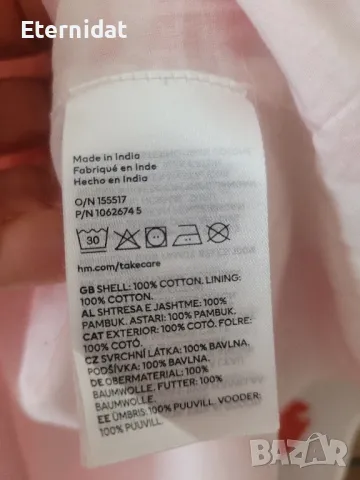 Eternidat
Made in India
Fabriqué en Inde
Hecho en India
O/N 155517
P/N 1062674 5
30
hm.com/takecare
GB SHELL: 100% COTTON. LINING:
100% COTTON.
AL SHTRESA E JASHTME: 100%
PAMBUK. ASTARI: 100% PAMBUK.
CAT EXTERIOR: 100% COTÓ. FOLRE:
100% COTÓ.
CZ SVRCHNÍ LÁTKA: 100% BAVLNA.
PODŠÍVKA: 100% BAVLNA.
DE OBERMATERIAL: 100%
BAUMWOLLE. FUTTER: 100%
BAUMWOLLE.
EE ÜMBRIS: 100% PUUVILL. VOODER:
100% PUUVILL.
BAZAR
bg